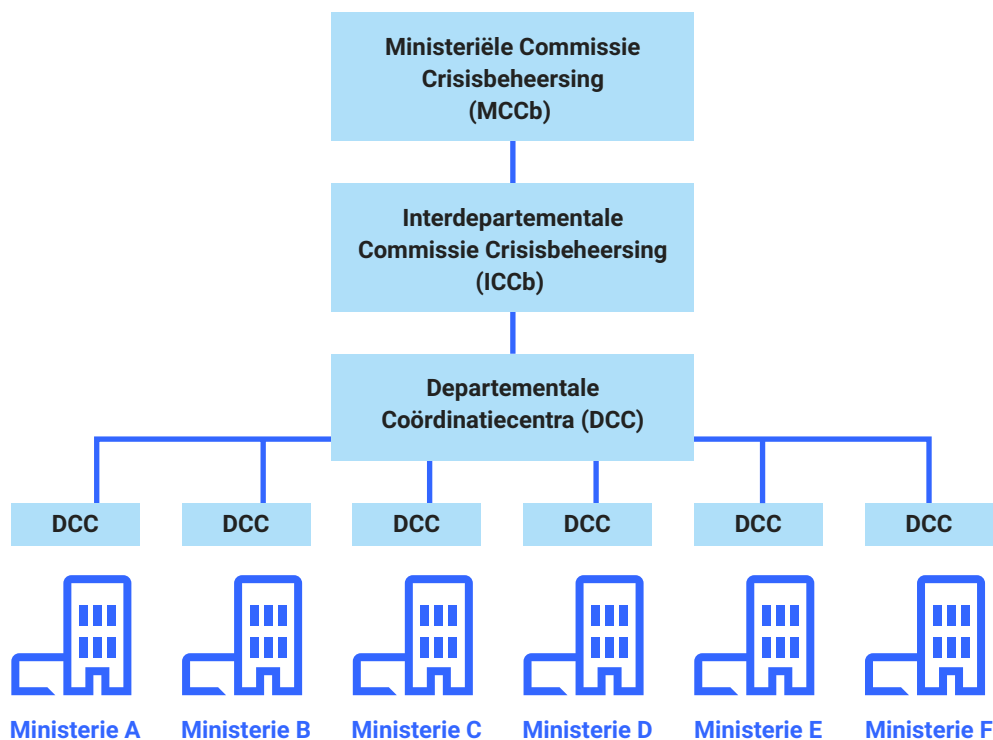 Ministeriële Commissie
Crisisbeheersing
(MCCb)
Interdepartementale
Commissie Crisisbeheersing
(ICCb)
Departementale
Coördinatiecentra (DCC)
DCC DCC DCC DCC DCC DCC
Ministerie A Ministerie B Ministerie C Ministerie D Ministerie E Ministerie F